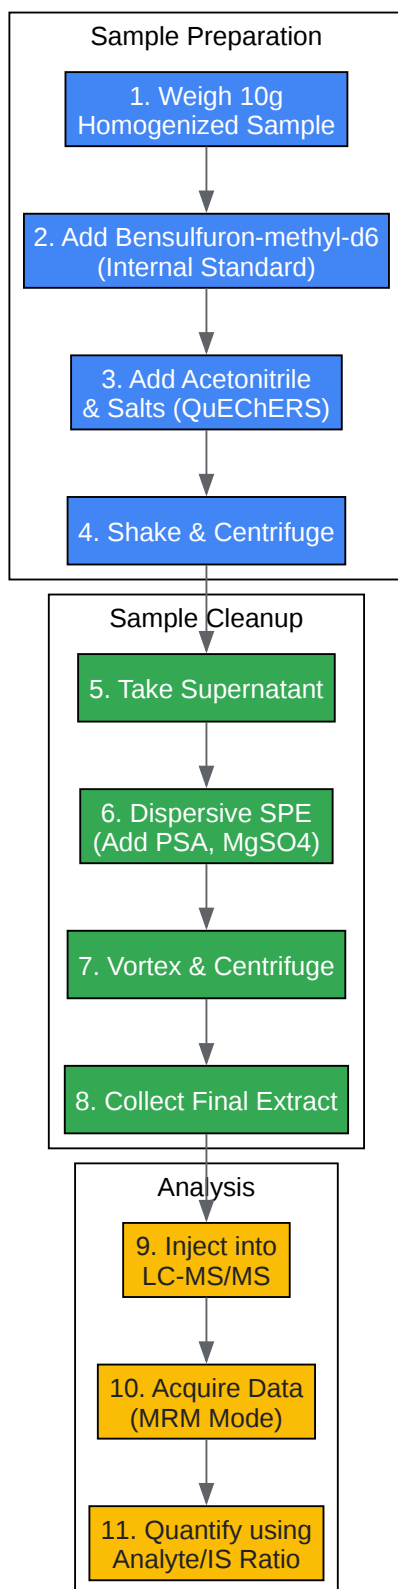 Sample Preparation
1. Weigh 10g
Homogenized Sample
2. Add Bensulfuron-methyl-d6
(Internal Standard)
3. Add Acetonitrile
& Salts (QuEChERS)
4. Shake & Centrifuge
Sample Cleanup
5. Take Supernatant
6. Dispersive SPE
(Add PSA, MgSO4)
7. Vortex & Centrifuge
8. Collect Final Extract
Analysis
9. Inject into
LC-MS/MS
10. Acquire Data
(MRM Mode)
11. Quantify using
Analyte/IS Ratio